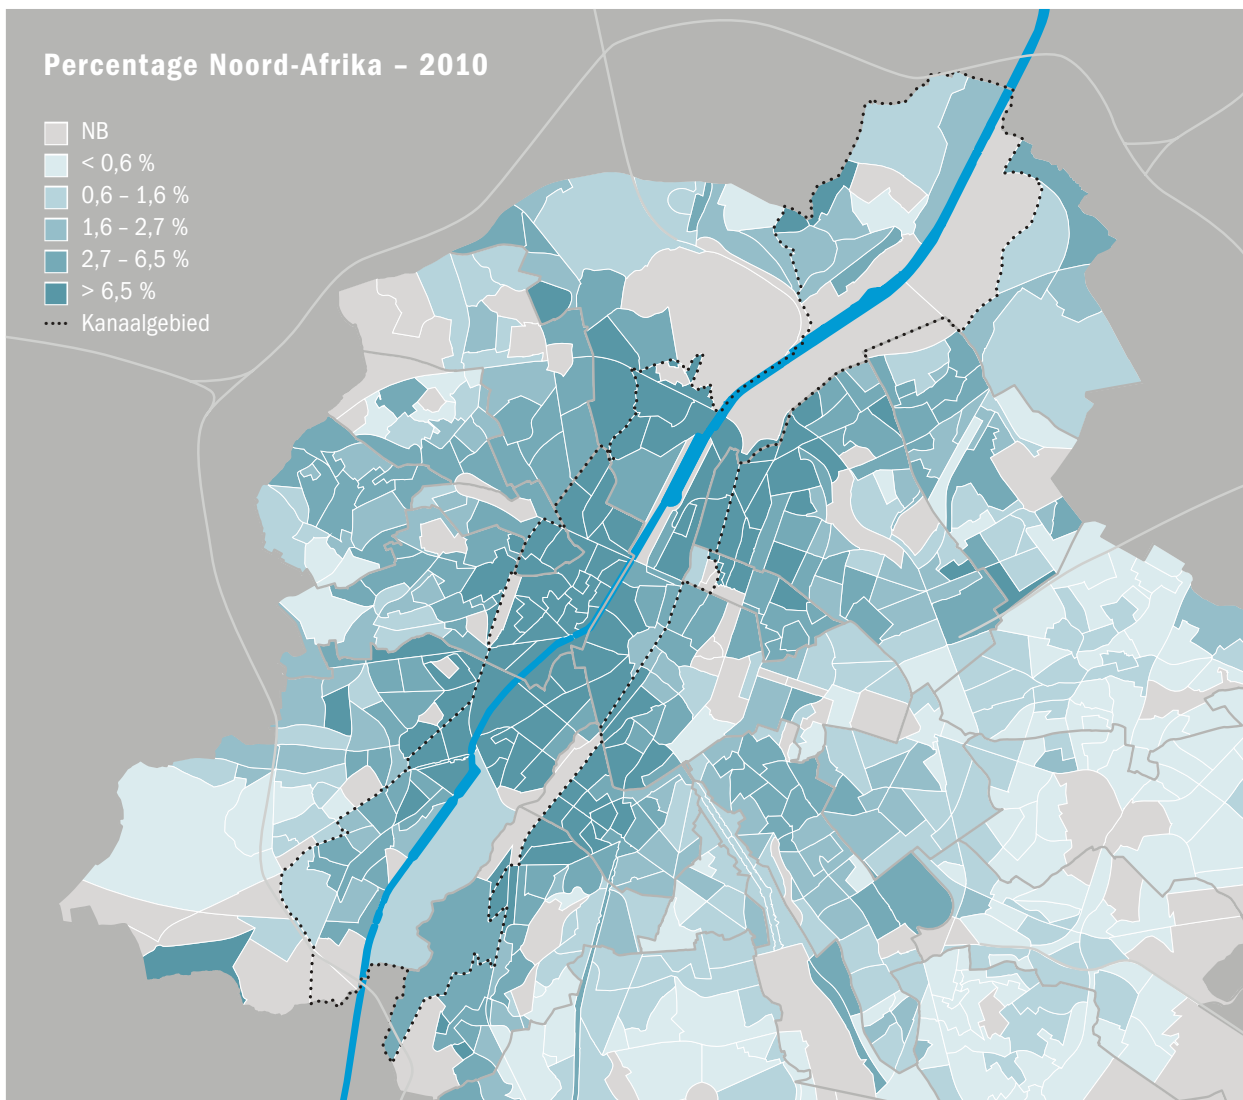 Percentage Noord-Afrika – 2010
NB
< 0,6 %
0,6 – 1,6 %
1,6 – 2,7 %
2,7 – 6,5 %
> 6,5 %
Kanaalgebied